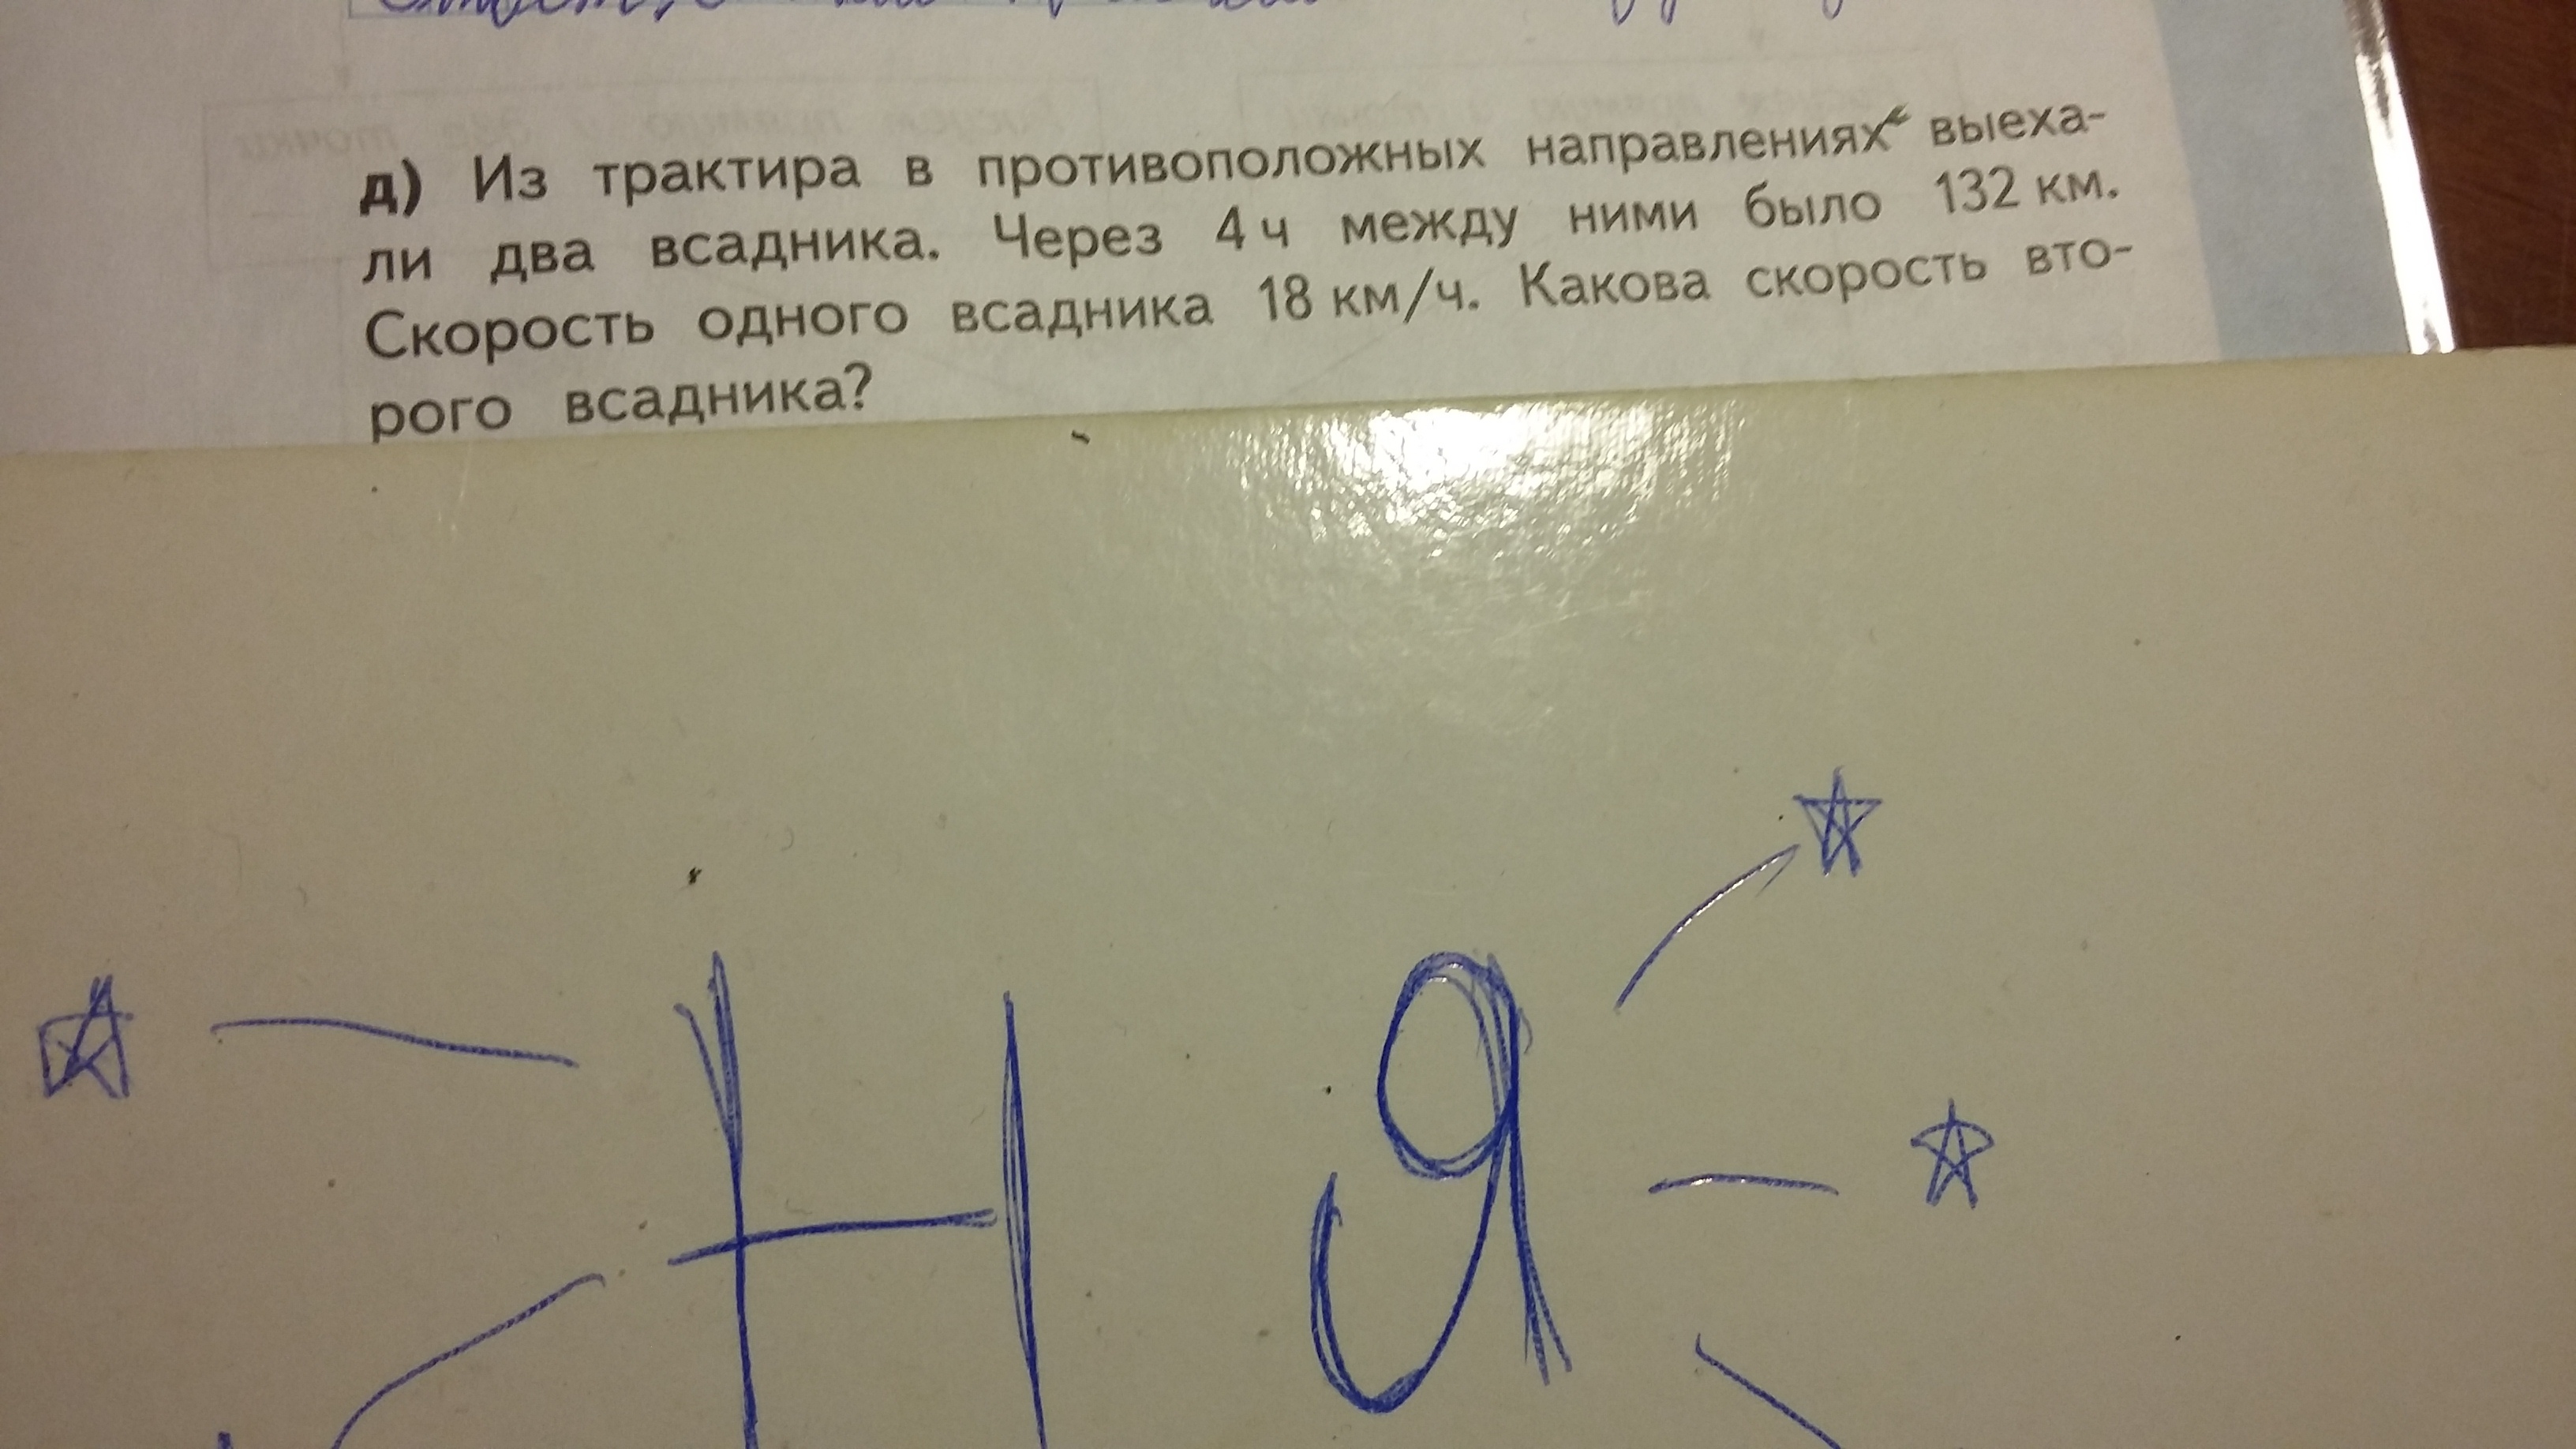 д) Из трактира в противоположных направлениях выеха-
ли два всадника. Через 4 ч между ними было 132 км.
Скорость одного всадника 18 км/ч. Какова скорость вто-
рого всадника?
Н Я